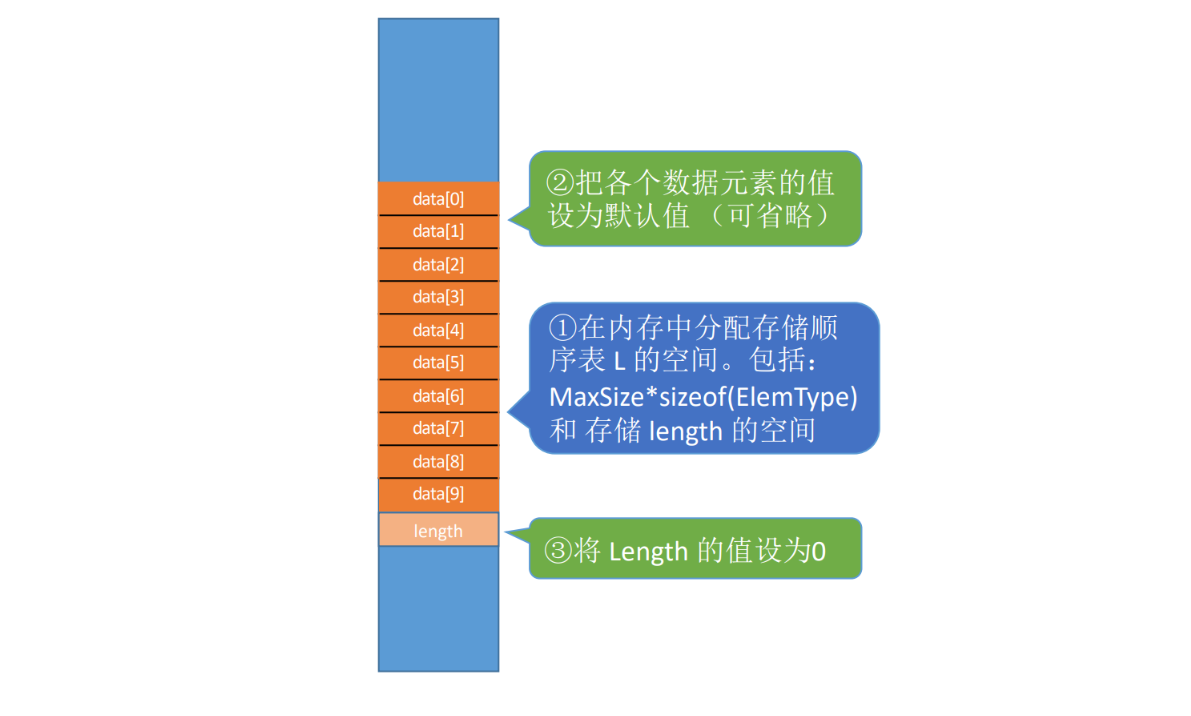 data[0]
data[1]
data[2]
data[3]
data[4]
data[5]
data[6]
data[7]
data[8]
data[9]
length
②把各个数据元素的值
设为默认值 （可省略）
①在内存中分配存储顺
序表 L 的空间。包括：
MaxSize*sizeof(ElemType)
和 存储 length 的空间
③将 Length 的值设为0